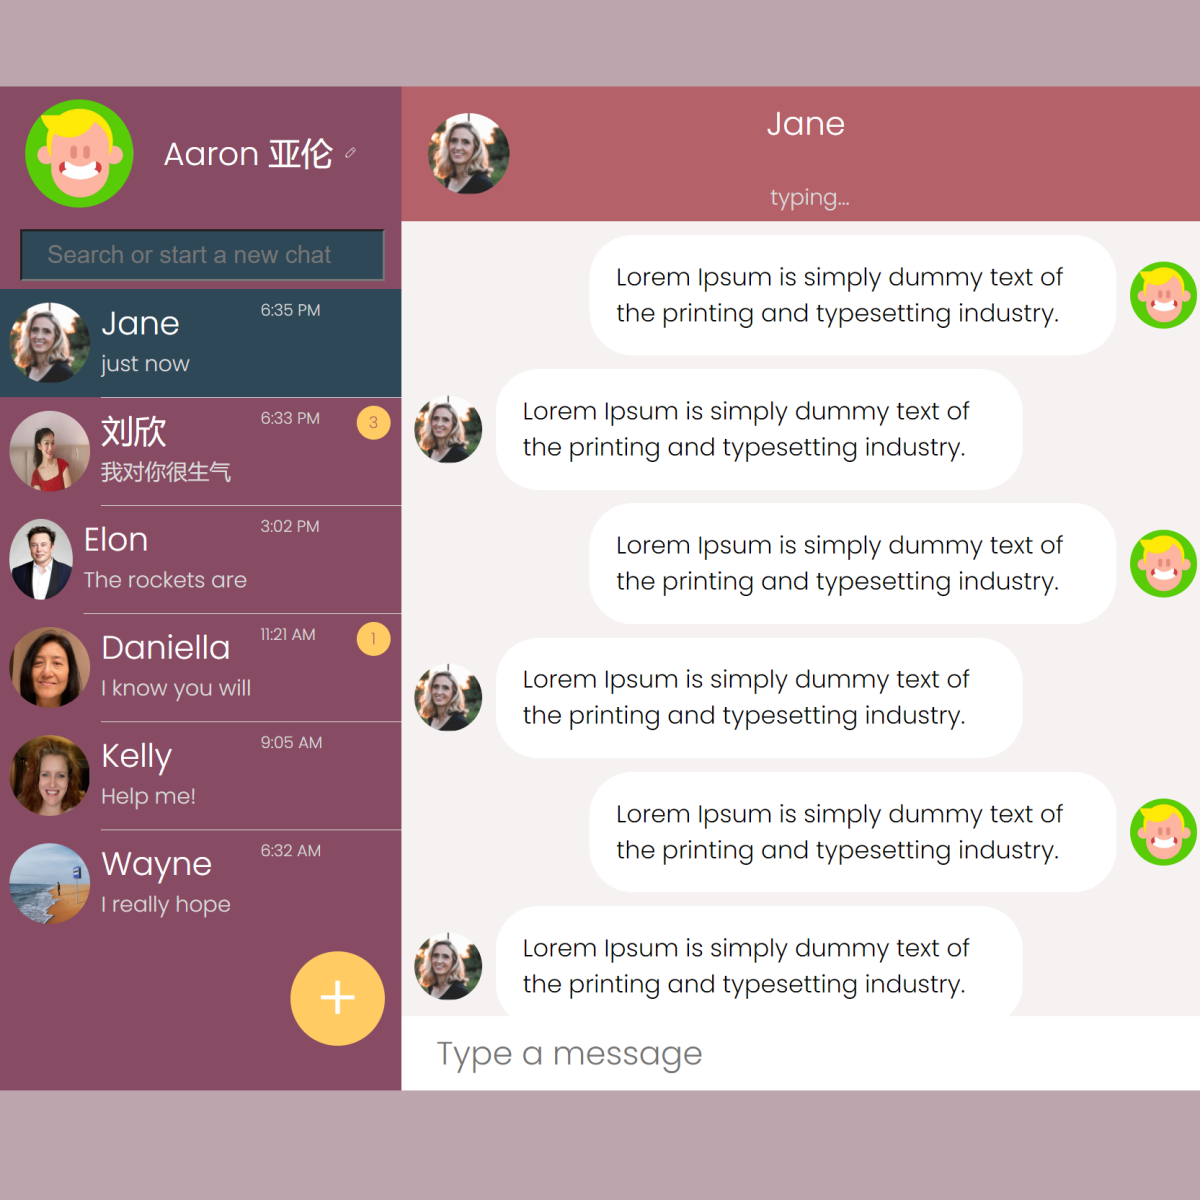 Aaron 亚伦
Search or start a new chat
Jane
6:35 PM
just now
刘欣
6:33 PM
3
我对你很生气
Elon
3:02 PM
The rockets are
Daniella
11:21 AM
1
I know you will
Kelly
9:05 AM
Help me!
Wayne
6:32 AM
I really hope
Jane
typing...
Lorem Ipsum is simply dummy text of
the printing and typesetting industry.
Lorem Ipsum is simply dummy text of
the printing and typesetting industry.
Lorem Ipsum is simply dummy text of
the printing and typesetting industry.
Lorem Ipsum is simply dummy text of
the printing and typesetting industry.
Lorem Ipsum is simply dummy text of
the printing and typesetting industry.
Lorem Ipsum is simply dummy text of
the printing and typesetting industry.
Type a message